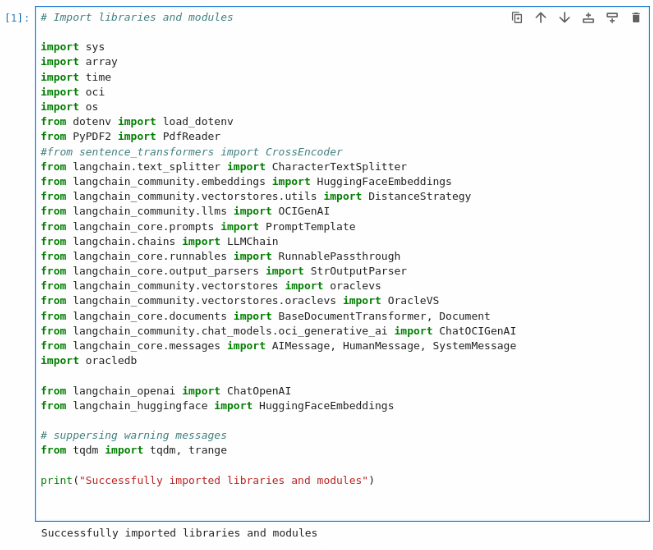 [1]:
# Import libraries and modules
import sys
import array
import time
import oci
import os
from dotenv import load_dotenv
from PyPDF2 import PdfReader
#from sentence_transformers import CrossEncoder
from langchain.text_splitter import CharacterTextSplitter
from langchain_community.embeddings import HuggingFaceEmbeddings
from langchain_community.vectorstores.utils import DistanceStrategy
from langchain_community.llms import OCIGenAI
from langchain_core.prompts import PromptTemplate
from langchain.chains import LLMChain
from langchain_core.runnables import RunnablePassthrough
from langchain_core.output_parsers import StrOutputParser
from langchain_community.vectorstores import oraclevs
from langchain_community.vectorstores.oraclevs import OracleVS
from langchain_core.documents import BaseDocumentTransformer, Document
from langchain_community.chat_models.oci_generative_ai import ChatOCIGenAI
from langchain_core.messages import AIMessage, HumanMessage, SystemMessage
import oracledb
from langchain_openai import ChatOpenAI
from langchain_huggingface import HuggingFaceEmbeddings
# suppersing warning messages
from tqdm import tqdm, trange
print("Successfully imported libraries and modules")
Successfully imported libraries and modules